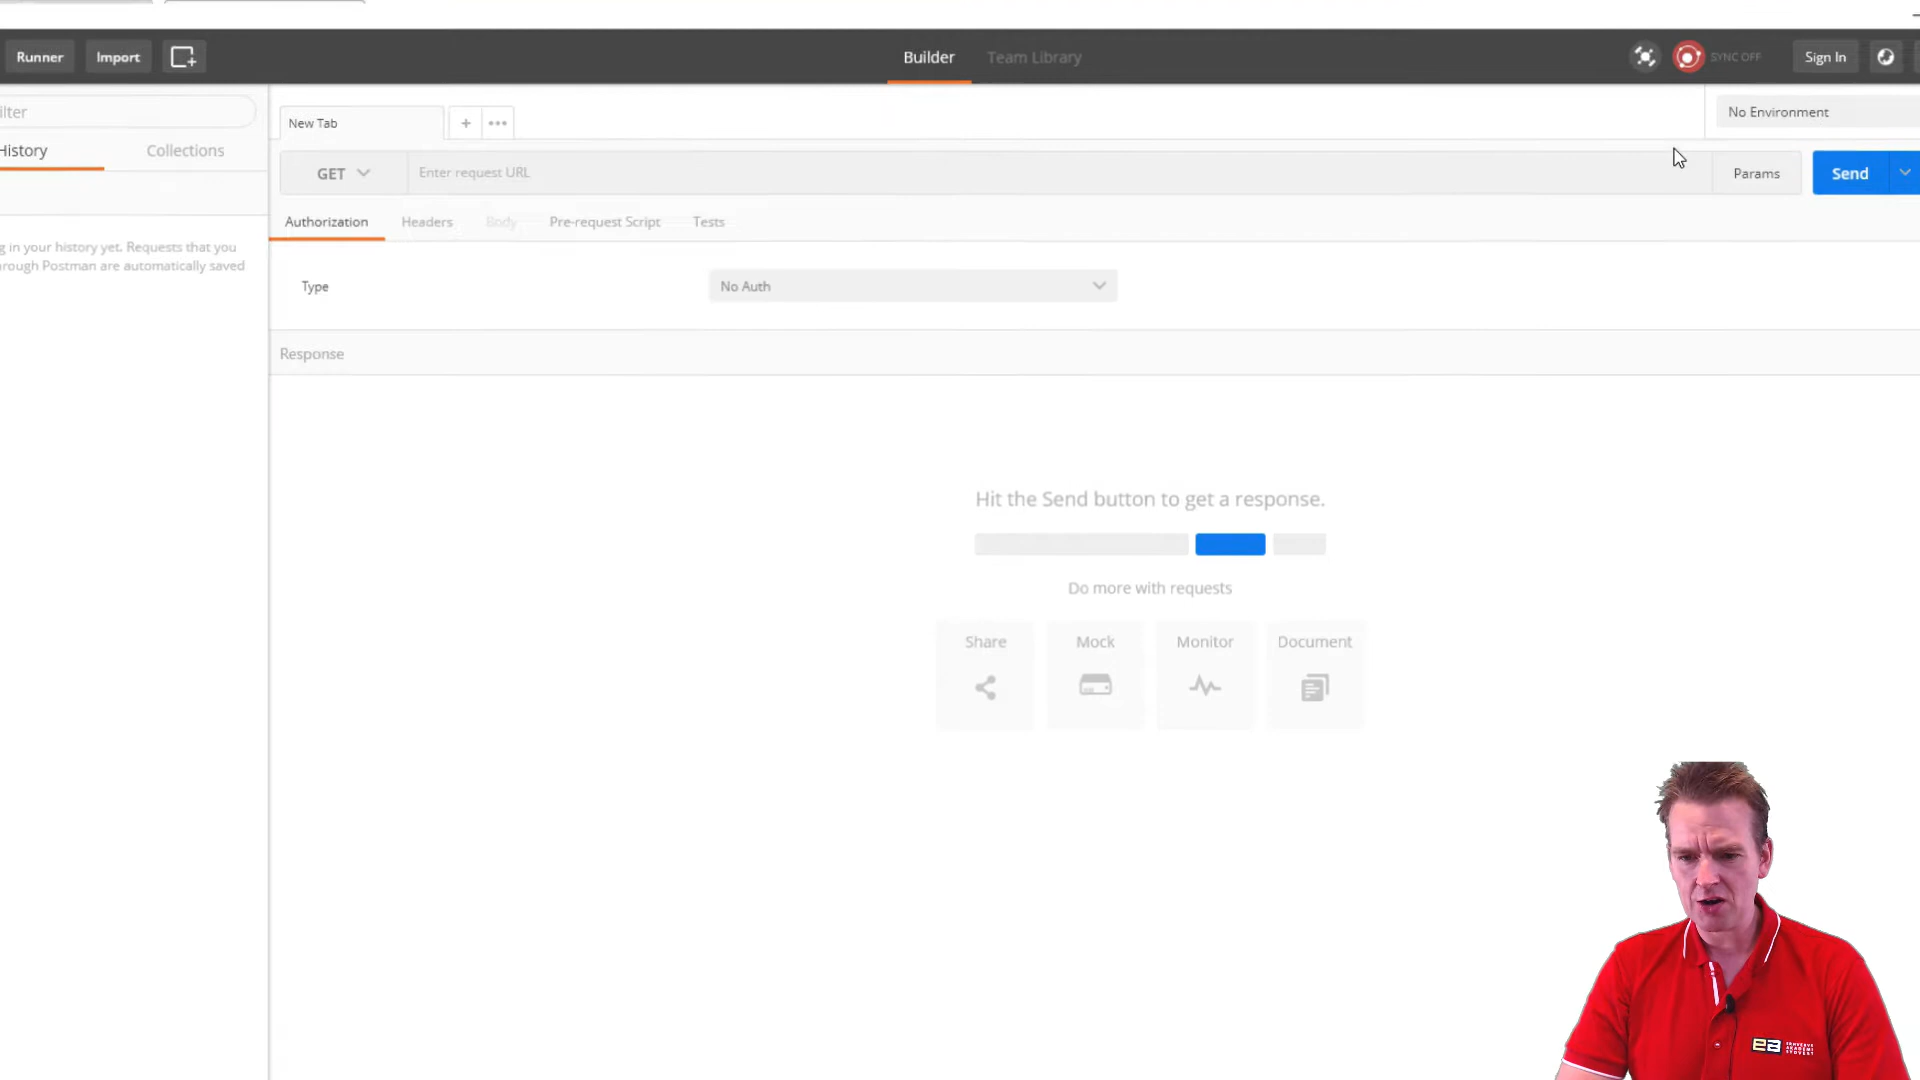 Runner
Import
Builder
Team Library
SYNC OFF
Sign In
New Tab
No Environment
History
Collections
GET
Enter request URL
Params
Send
Authorization
Headers
Body
Pre-request Script
Tests
g in your history yet. Requests that you
rough Postman are automatically saved
Type
No Auth
Response
Hit the Send button to get a response.
Do more with requests
Share
Mock
Monitor
Document
ea